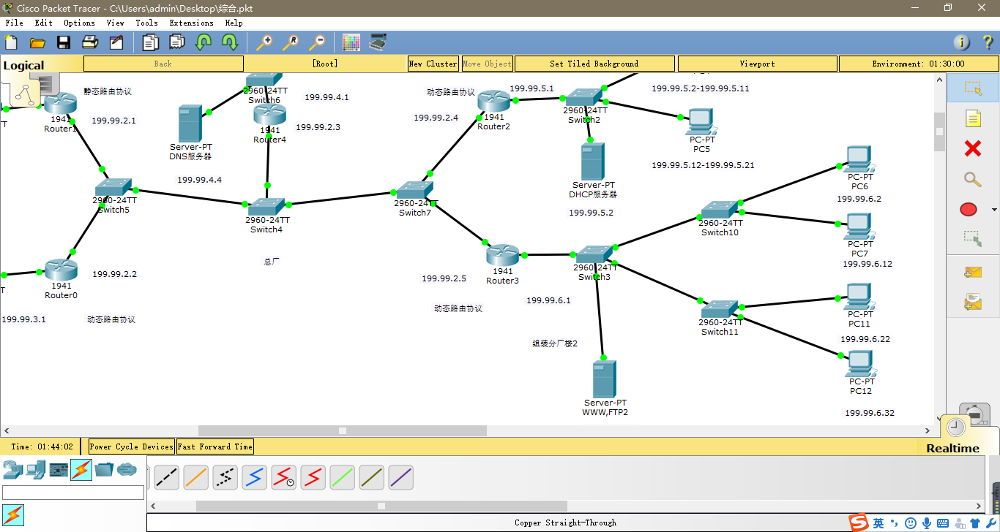 Cisco Packet Tracer - C:\Users\admin\Desktop\综合.pkt
File Edit Options View Tools Extensions Help
Logical
Back
[Root]
New Cluster
Move Object
Set Tiled Background
Viewport
Environment: 01:30:00
静态路由协议
1941
Router1
199.99.2.1
2960-24TT
Switch6
199.99.4.1
1941
Router4
199.99.2.3
Server-PT
DNS服务器
199.99.4.4
2960-24TT
Switch5
2960-24TT
Switch4
总厂
1941
Router0
199.99.2.2
199.99.3.1
动态路由协议
动态路由协议
199.99.5.1
199.99.2.4
1941
Router2
2960-24TT
Switch2
199.99.5.2-199.99.5.11
PC-PT
PC5
199.99.5.12-199.99.5.21
Server-PT
DHCP服务器
199.99.5.2
2960-24TT
Switch7
1941
Router3
199.99.2.5
动态路由协议
2960-24TT
Switch3
199.99.6.1
组装分厂楼2
Server-PT
WWW,FTP2
2960-24TT
Switch10
PC-PT
PC6
199.99.6.2
PC-PT
PC7
199.99.6.12
2960-24TT
Switch11
PC-PT
PC11
199.99.6.22
PC-PT
PC12
199.99.6.32
Time: 01:44:02
Power Cycle Devices
Fast Forward Time
Realtime
Copper Straight-Through
英